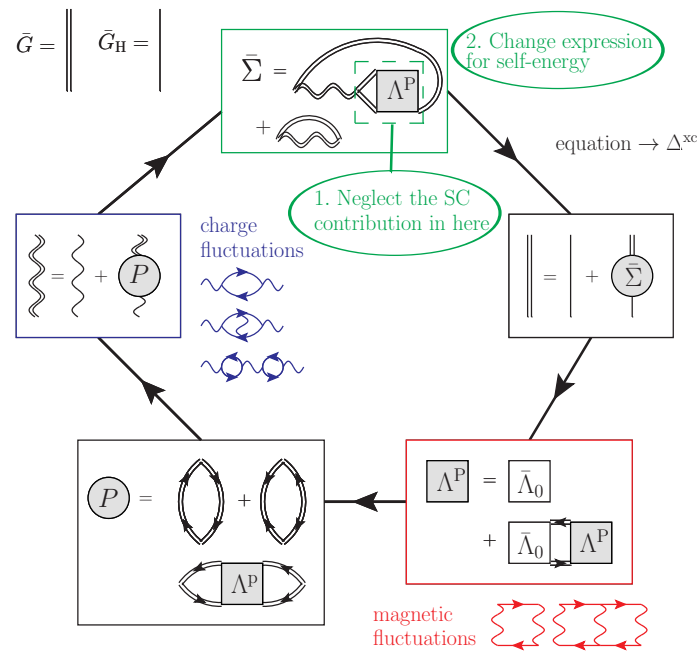 Ḡ =
Ḡ_H =
Σ̄ =
Λ^P
+
2. Change expression
for self-energy
equation → Δ^xc
1. Neglect the SC
contribution in here
charge
fluctuations
= + P
= + Σ̄
P = +
Λ^p
Λ^P = Λ̄_0
+ Λ̄_0 Λ^P
magnetic
fluctuations